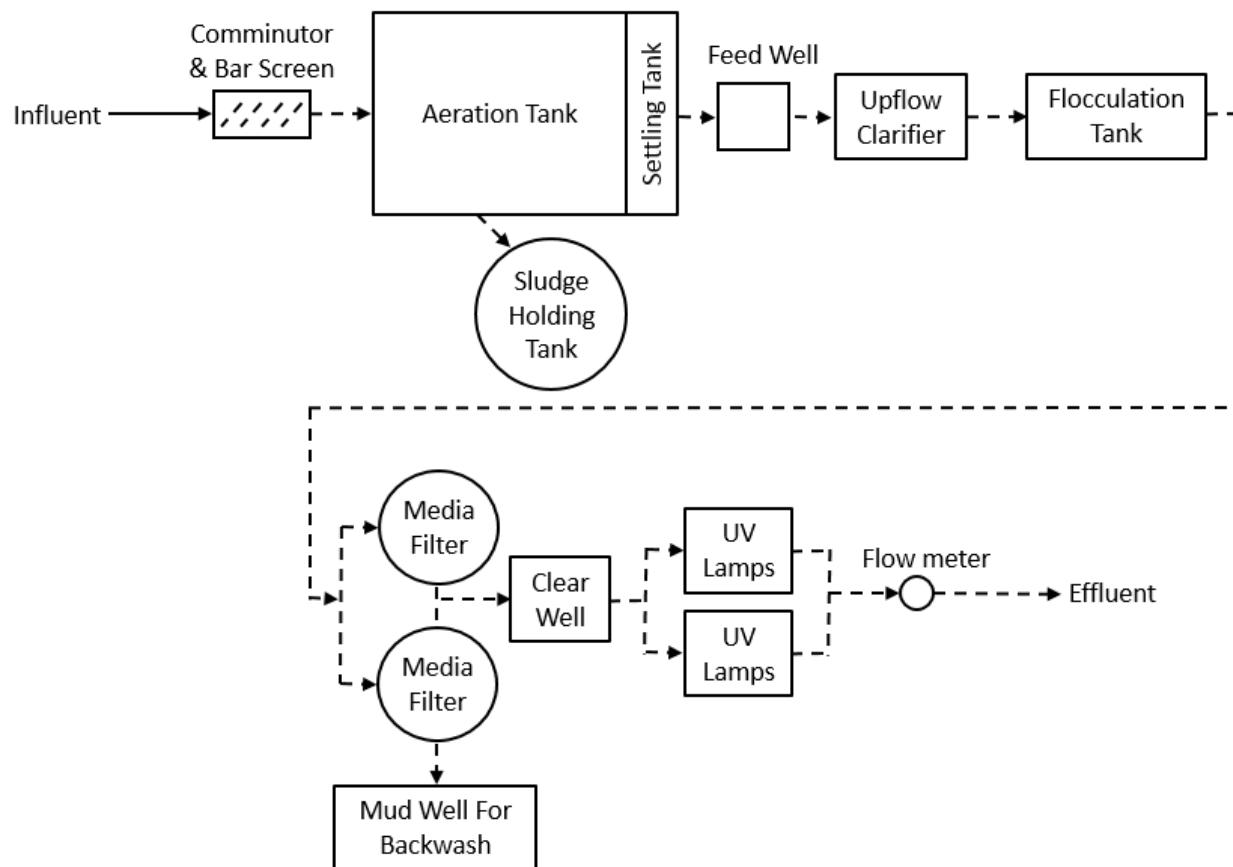 Comminutor
& Bar Screen
Influent
Aeration Tank
Settling Tank
Feed Well
Upflow
Clarifier
Flocculation
Tank
Sludge
Holding
Tank
Media
Filter
Media
Filter
Clear
Well
UV
Lamps
UV
Lamps
Flow meter
Effluent
Mud Well For
Backwash